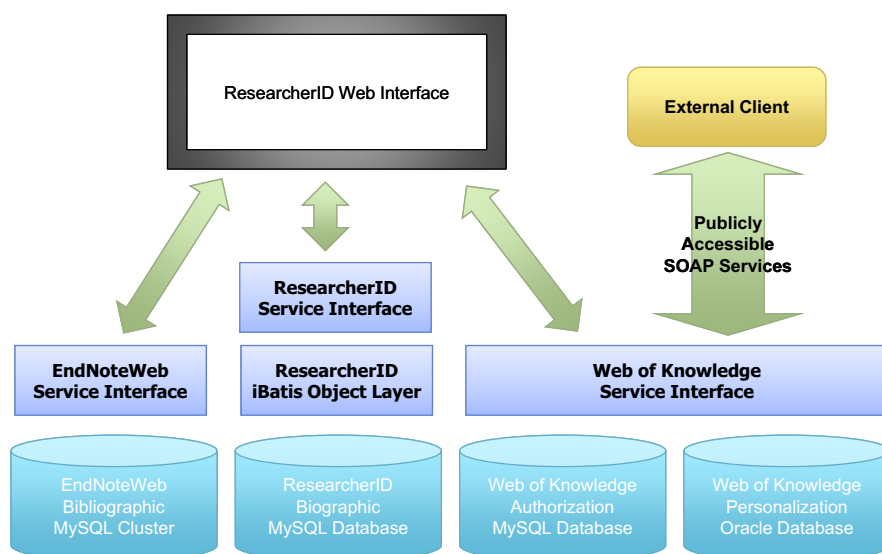 ResearcherID Web Interface
External Client
Publicly
Accessible
SOAP Services
ResearcherID
Service Interface
EndNoteWeb
Service Interface
ResearcherID
iBatis Object Layer
Web of Knowledge
Service Interface
EndNoteWeb
Bibliographic
MySQL Cluster
ResearcherID
Biographic
MySQL Database
Web of Knowledge
Authorization
MySQL Database
Web of Knowledge
Personalization
Oracle Database